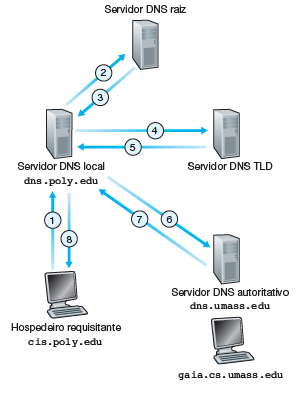 Servidor DNS raiz
2
3
4
5
Servidor DNS local
dns.poly.edu
Servidor DNS TLD
1
8
7
6
Servidor DNS autoritativo
dns.umass.edu
Hospedeiro requisitante
cis.poly.edu
gaia.cs.umass.edu